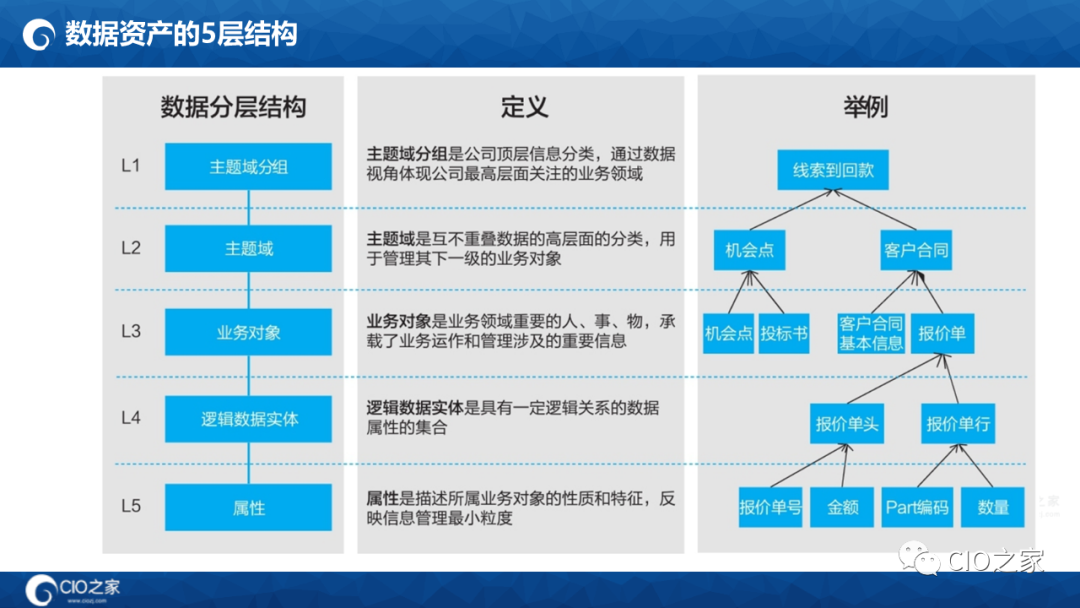 数据资产的5层结构
数据分层结构
定义
举例
L1
主题域分组
主题域分组是公司顶层信息分类，通过数据
视角体现公司最高层面关注的业务领域
线索到回款
L2
主题域
主题域是互不重叠数据的高层面的分类，用
于管理其下一级的业务对象
机会点
客户合同
L3
业务对象
业务对象是业务领域重要的人、事、物，承
载了业务运作和管理涉及的重要信息
机会点
投标书
客户合同
基本信息
报价单
L4
逻辑数据实体
逻辑数据实体是具有一定逻辑关系的数据
属性的集合
报价单头
报价单行
L5
属性
属性是描述所属业务对象的性质和特征，反
映信息管理最小粒度
报价单号
金额
Part编码
数量
CIO之家
CIO之家
www.ciozj.com